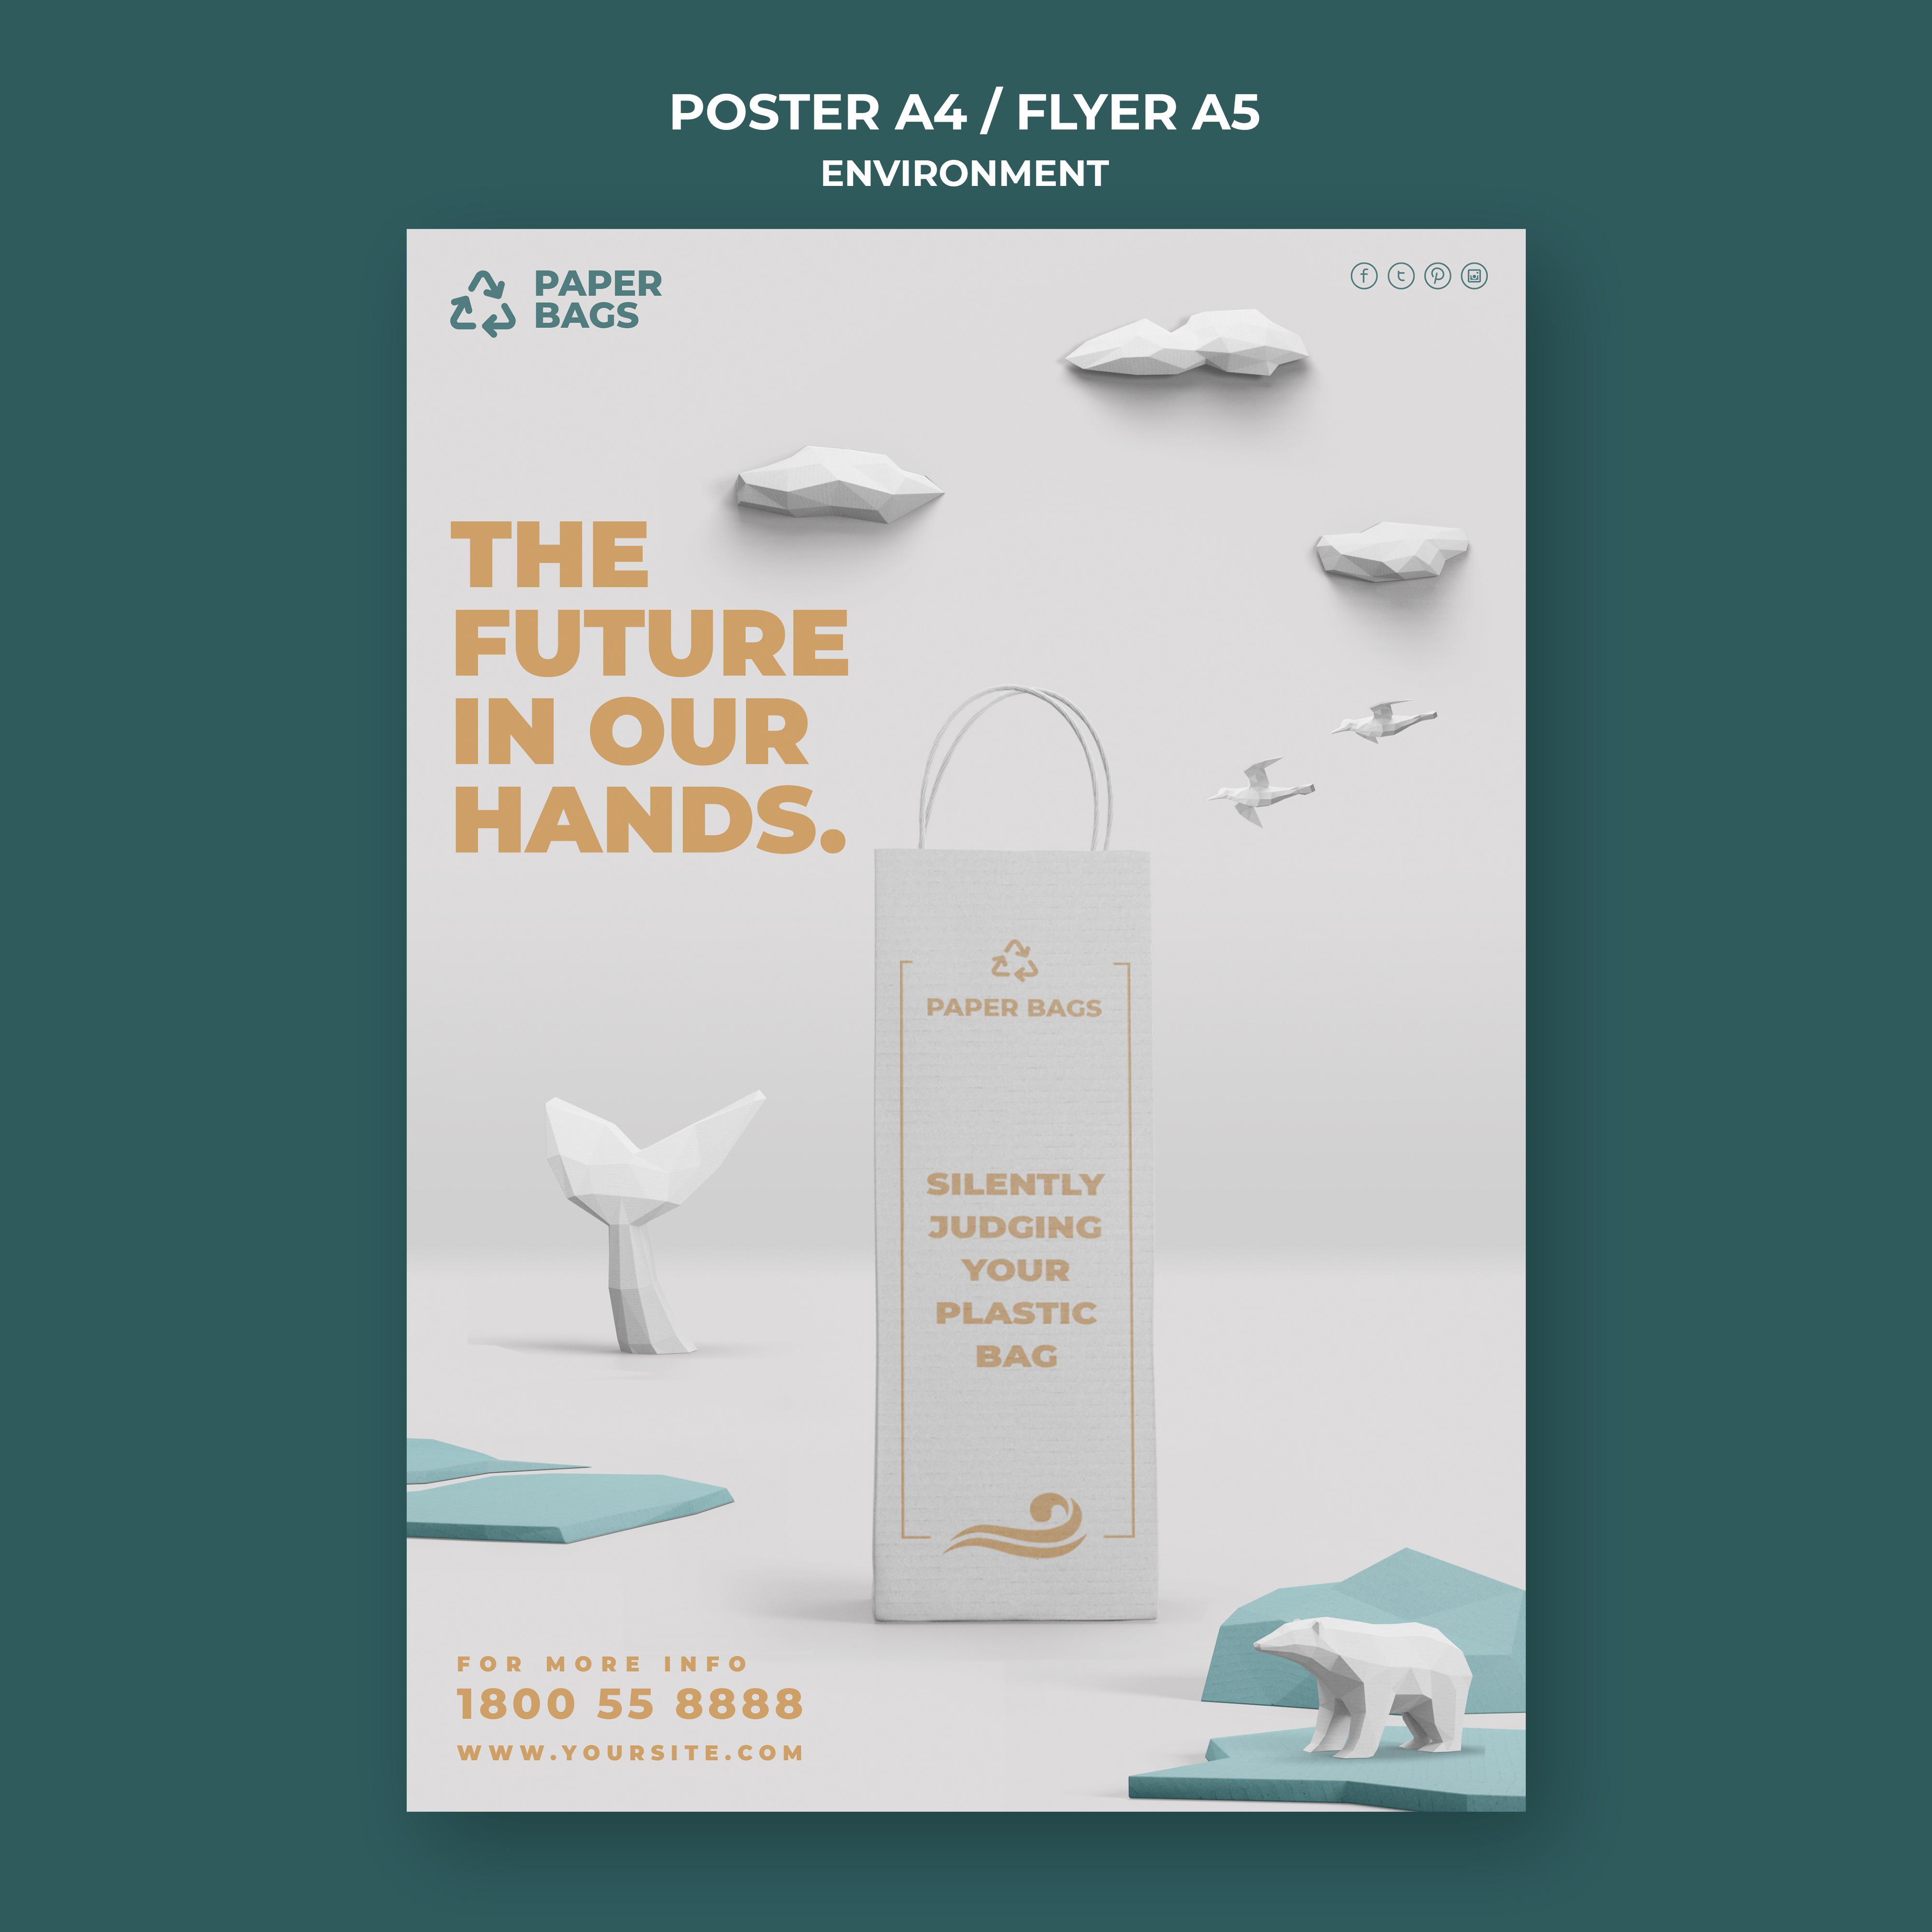 POSTER A4 / FLYER A5
ENVIRONMENT
PAPER
BAGS
THE
FUTURE
IN OUR
HANDS.
PAPER BAGS
SILENTLY
JUDGING
YOUR
PLASTIC
BAG
FOR MORE INFO
1800 55 8888
WWW.YOURSITE.COM